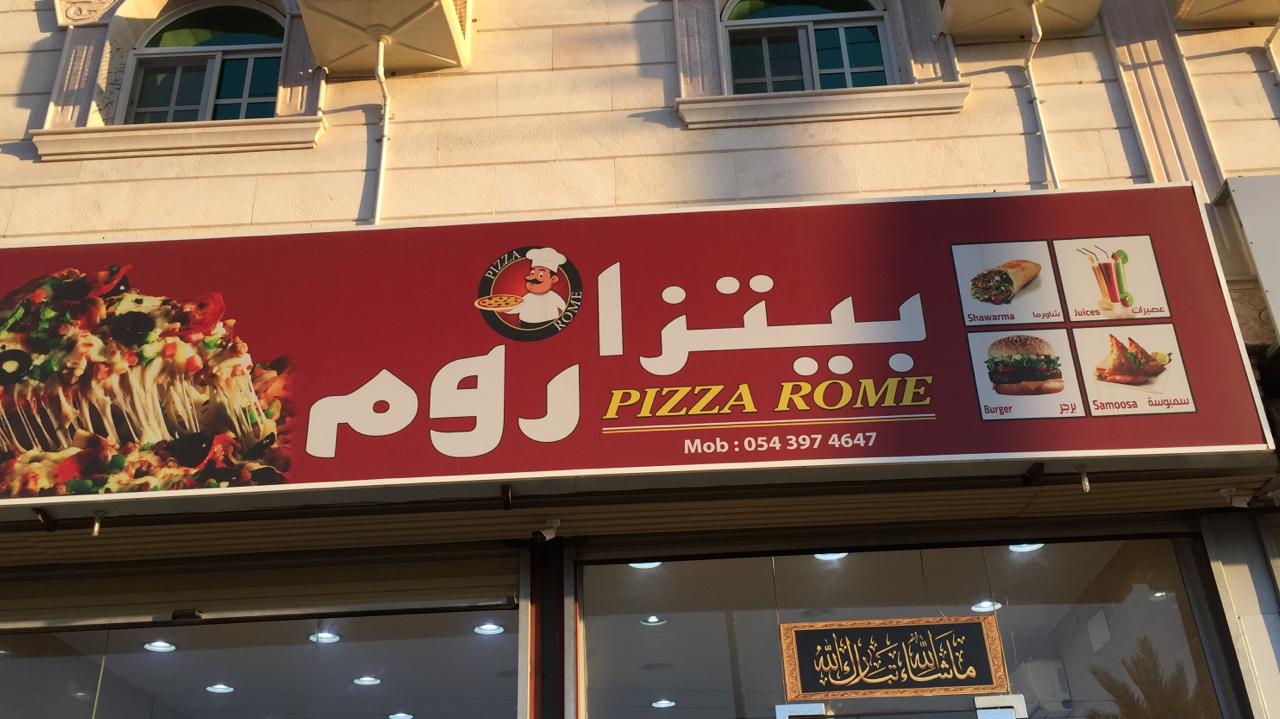 PIZZA ROME
بيتزا روم
PIZZA ROME
Mob : 054 397 4647
Shawarma شاورما
Juices عصيرات
Burger برجر
Samoosa سمبوسة
ماشاء الله تبارك الله